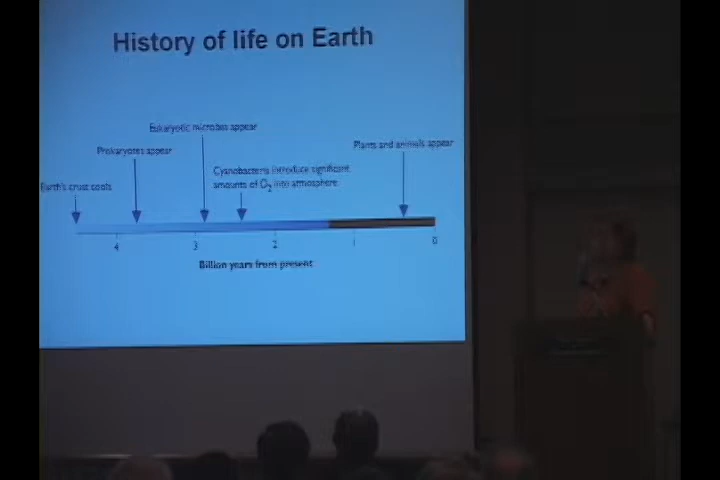 History of life on Earth
Eukaryotic microbes appear
Plants and animals appear
Prokaryotes appear
Cyanobacteria introduce significant
amounts of O2 into atmosphere
Earth's crust cools
4 3 2 1 0
Billion years from present